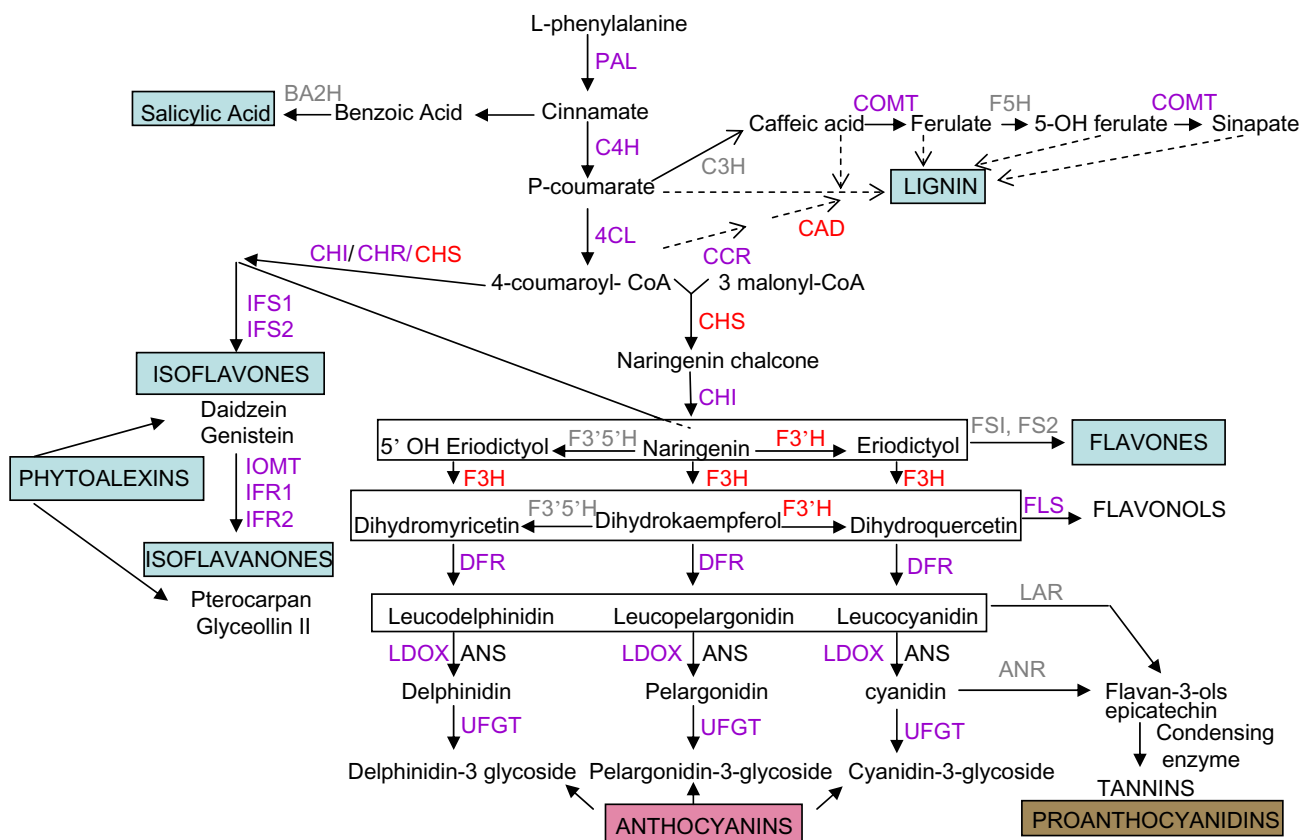 L-phenylalanine
PAL
BA2H
Salicylic Acid
Benzoic Acid
Cinnamate
COMT
F5H
COMT
Caffeic acid
Ferulate
5-OH ferulate
Sinapate
C4H
C3H
P-coumarate
LIGNIN
4CL
CAD
CCR
CHI/CHR/CHS
4-coumaroyl- CoA
3 malonyl-CoA
IFS1
IFS2
CHS
Naringenin chalcone
ISOFLAVONES
CHI
Daidzein
Genistein
5' OH Eriodictyol
F3'5'H
Naringenin
F3'H
Eriodictyol
FSI, FS2
FLAVONES
PHYTOALEXINS
IOMT
IFR1
IFR2
F3H
F3H
F3H
Dihydromyricetin
F3'5'H
Dihydrokaempferol
F3'H
Dihydroquercetin
FLS
FLAVONOLS
ISOFLAVANONES
DFR
DFR
DFR
Pterocarpan
Glyceollin II
Leucodelphinidin
Leucopelargonidin
Leucocyanidin
LAR
LDOX ANS
LDOX ANS
LDOX ANS
Delphinidin
Pelargonidin
cyanidin
ANR
Flavan-3-ols
epicatechin
UFGT
UFGT
UFGT
Condensing
enzyme
Delphinidin-3 glycoside
Pelargonidin-3-glycoside
Cyanidin-3-glycoside
TANNINS
ANTHOCYANINS
PROANTHOCYANIDINS